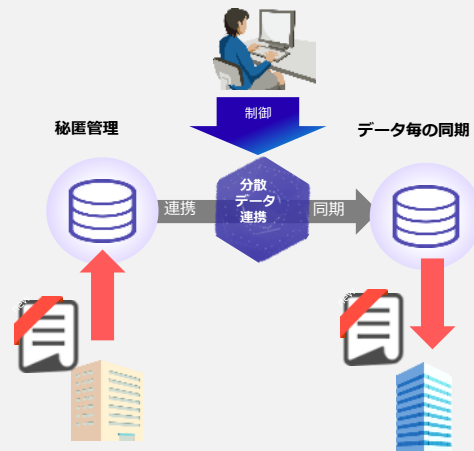 制御
秘匿管理
データ毎の同期
分散
データ
連携
連携
同期